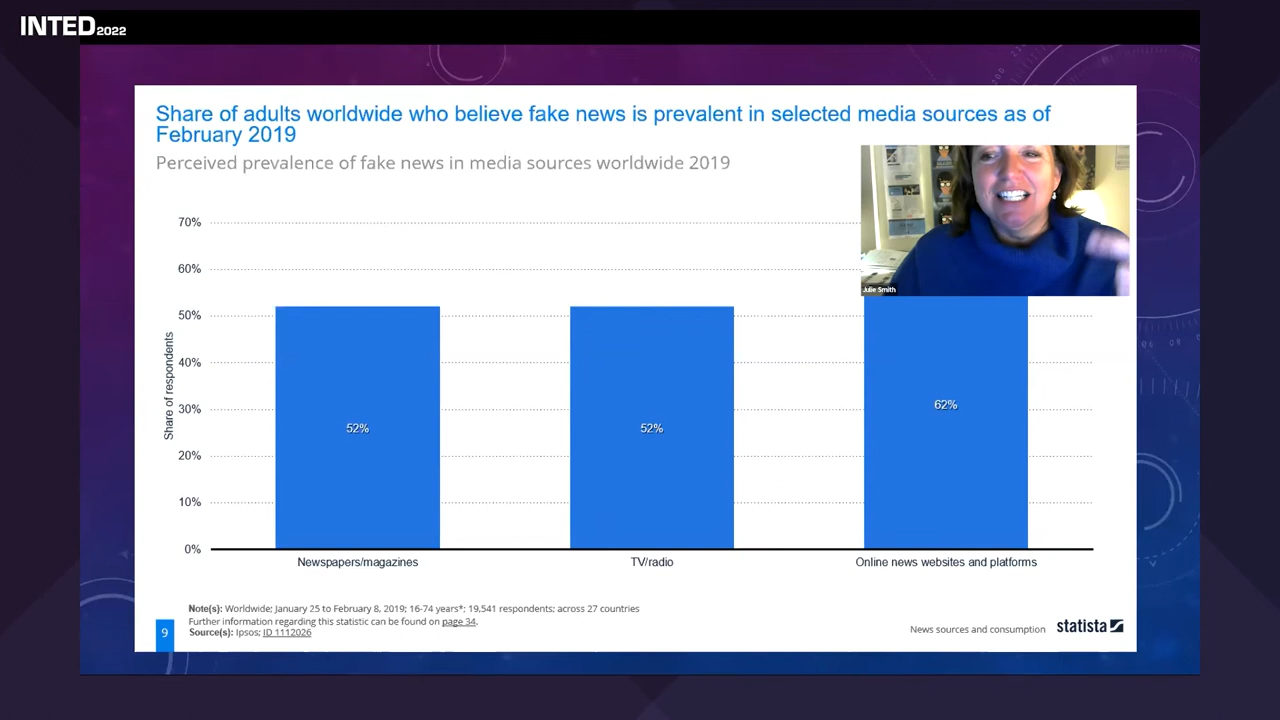 INTED2022
Share of adults worldwide who believe fake news is prevalent in selected media sources as of
February 2019
Perceived prevalence of fake news in media sources worldwide 2019
Julie Smith
70%
60%
50%
40%
30%
20%
10%
0%
Share of respondents
52%
52%
62%
Newspapers/magazines
TV/radio
Online news websites and platforms
Note(s): Worldwide; January 25 to February 8, 2019; 16-74 years*; 19,541 respondents; across 27 countries
Further information regarding this statistic can be found on page 34.
Source(s): Ipsos; ID 1112026
9
News sources and consumption
statista
06 09